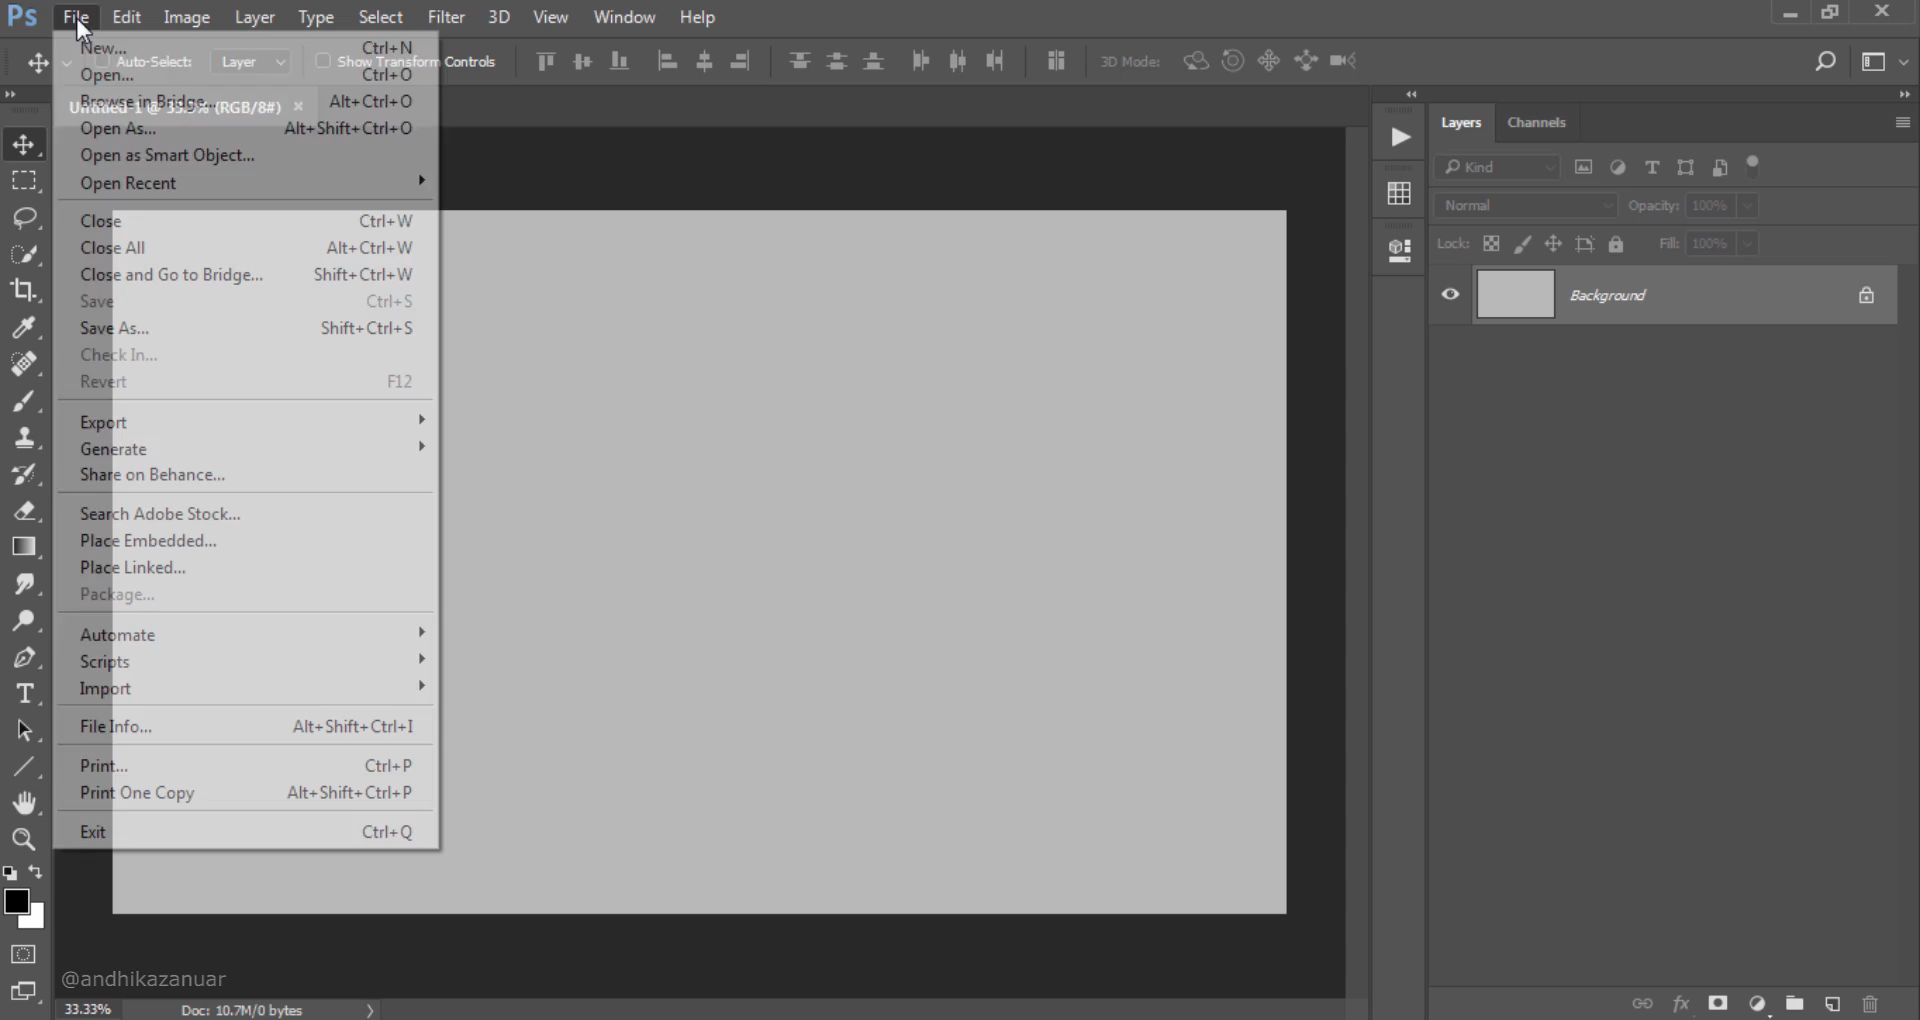 Ps File Edit Image Layer Type Select Filter 3D View Window Help
Auto-Select: Layer Show Transform Controls 3D Mode:
Untitled-1 @ 33.3% (RGB/8#) ×
New... Ctrl+N
Open... Ctrl+O
Browse in Bridge... Alt+Ctrl+O
Open As... Alt+Shift+Ctrl+O
Open as Smart Object...
Open Recent
Close Ctrl+W
Close All Alt+Ctrl+W
Close and Go to Bridge... Shift+Ctrl+W
Save Ctrl+S
Save As... Shift+Ctrl+S
Check In...
Revert F12
Export
Generate
Share on Behance...
Search Adobe Stock...
Place Embedded...
Place Linked...
Package...
Automate
Scripts
Import
File Info... Alt+Shift+Ctrl+I
Print... Ctrl+P
Print One Copy Alt+Shift+Ctrl+P
Exit Ctrl+Q
Layers Channels
Kind
Normal Opacity: 100%
Lock: Fill: 100%
Background
fx
@andhikazanuar
33.33% Doc: 10.7M/0 bytes